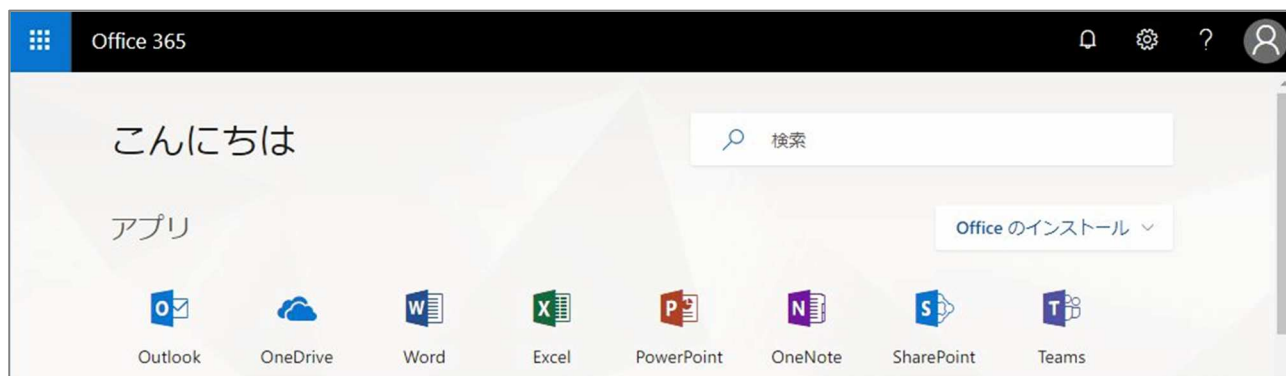 Office 365
こんにちは
検索
アプリ
Office のインストール
Outlook OneDrive Word Excel PowerPoint OneNote SharePoint Teams